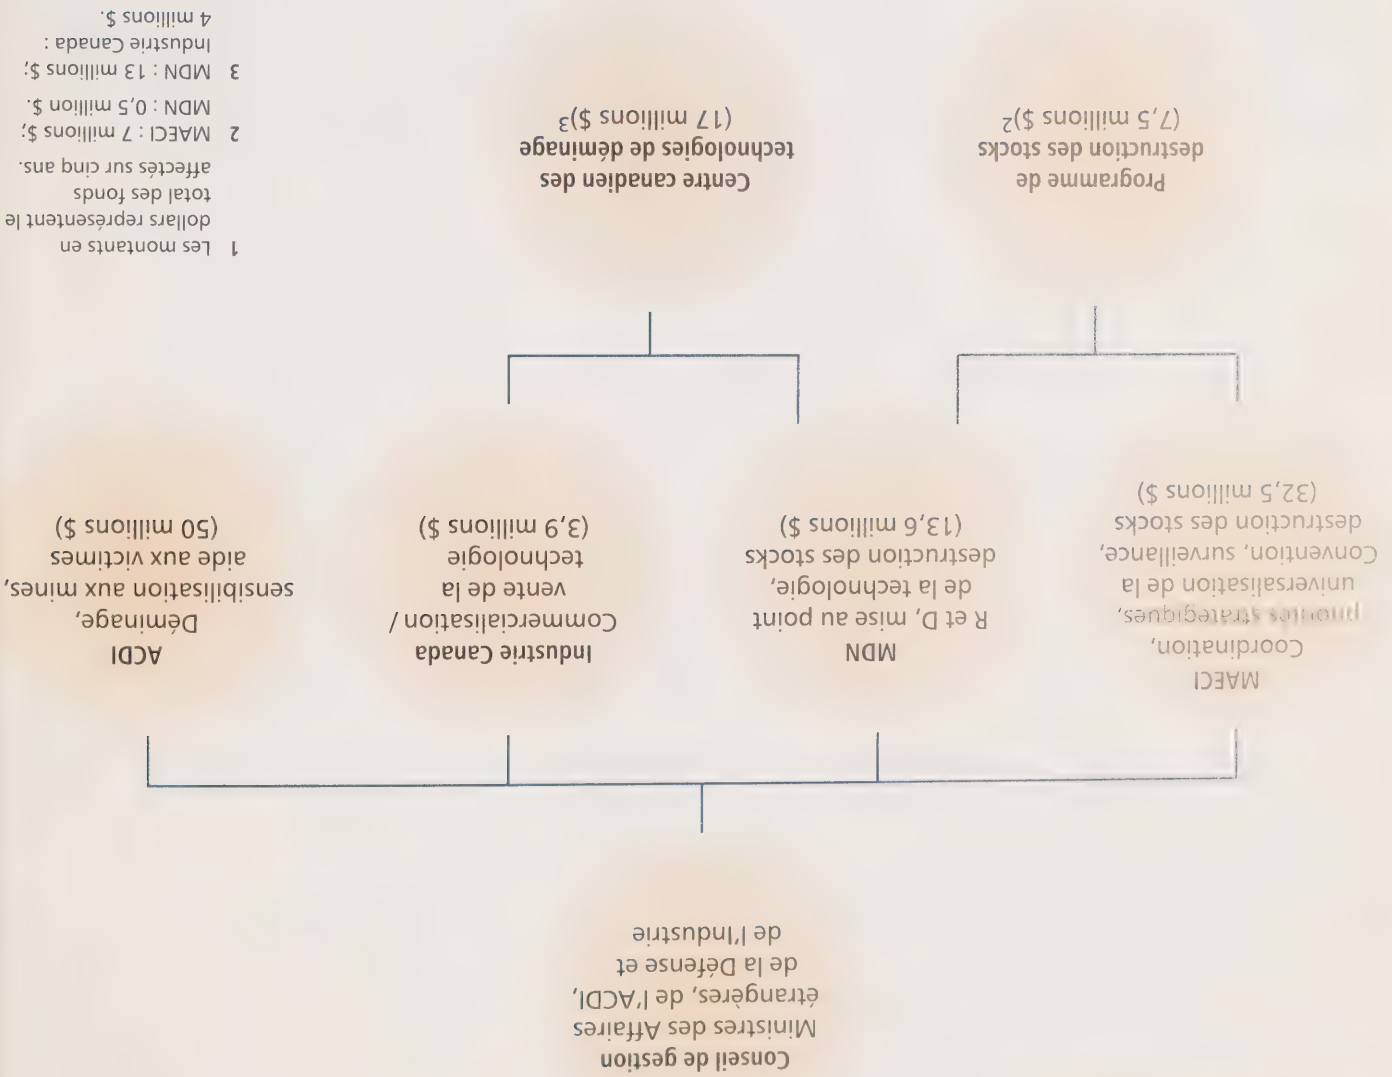 Conseil de gestion
Ministres des Affaires
étrangères, de l'ACDI,
de la Défense et
de l'Industrie
MAECI
Coordination,
priorités stratégiques,
universalisation de la
Convention, surveillance,
destruction des stocks
(32,5 millions $)
MDN
R et D, mise au point
de la technologie,
destruction des stocks
(13,6 millions $)
Industrie Canada
Commercialisation /
vente de la
technologie
(3,9 millions $)
ACDI
Déminage,
sensibilisation aux mines,
aide aux victimes
(50 millions $)
Programme de
destruction des stocks
(7,5 millions $)2
Centre canadien des
technologies de déminage
(17 millions $)3
1 Les montants en
dollars représentent le
total des fonds
affectés sur cinq ans.
2 MAECI : 7 millions $;
MDN : 0,5 million $.
3 MDN : 13 millions $;
Industrie Canada :
4 millions $.